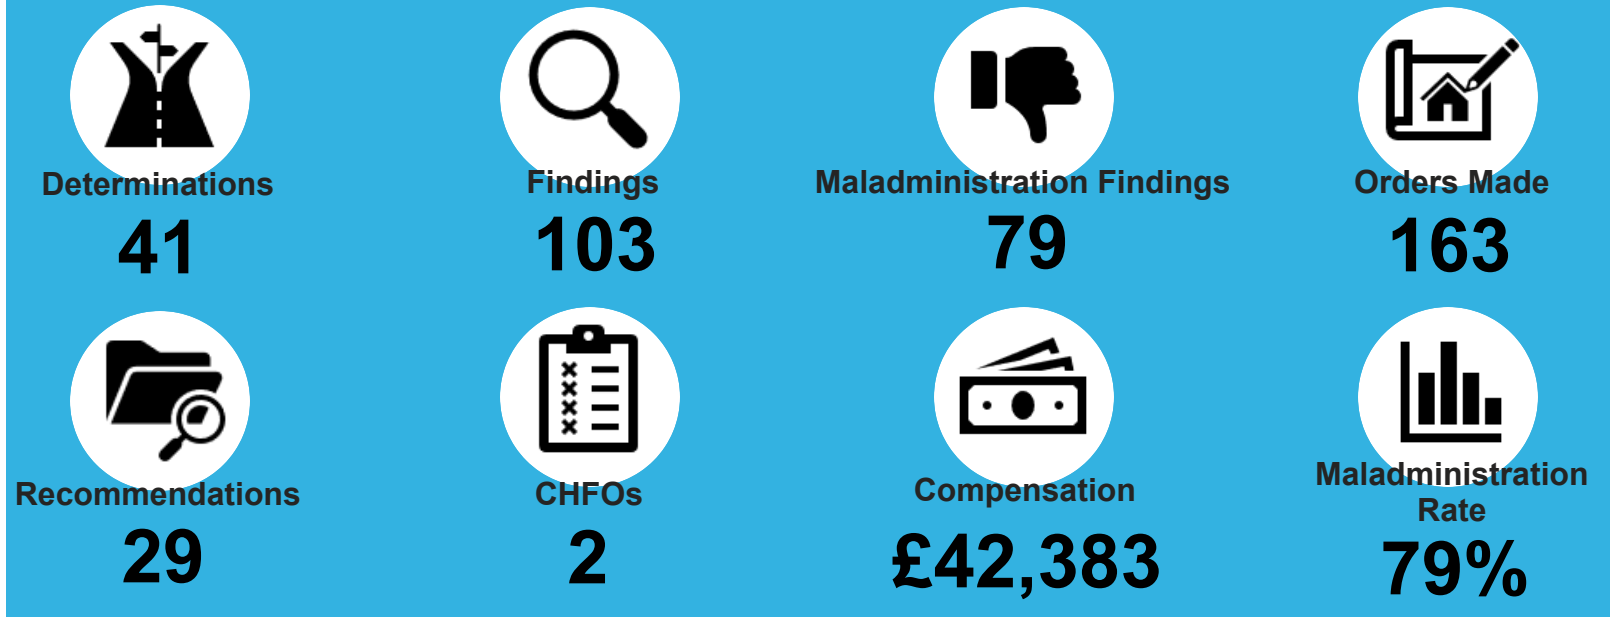 Determinations
41
Findings
103
Maladministration Findings
79
Orders Made
163
Recommendations
29
CHFOs
2
Compensation
£42,383
Maladministration
Rate
79%